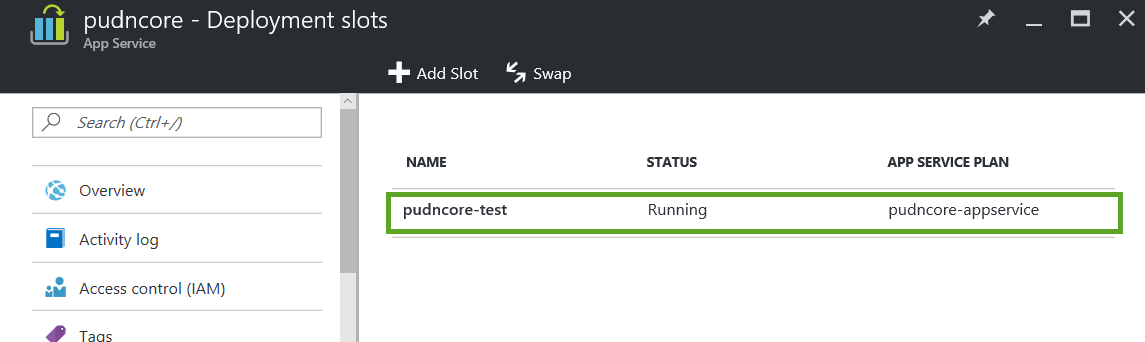 pudncore - Deployment slots
App Service
Add Slot
Swap
Search (Ctrl+/)
Overview
Activity log
Access control (IAM)
Tags
NAME STATUS APP SERVICE PLAN
pudncore-test Running pudncore-appservice